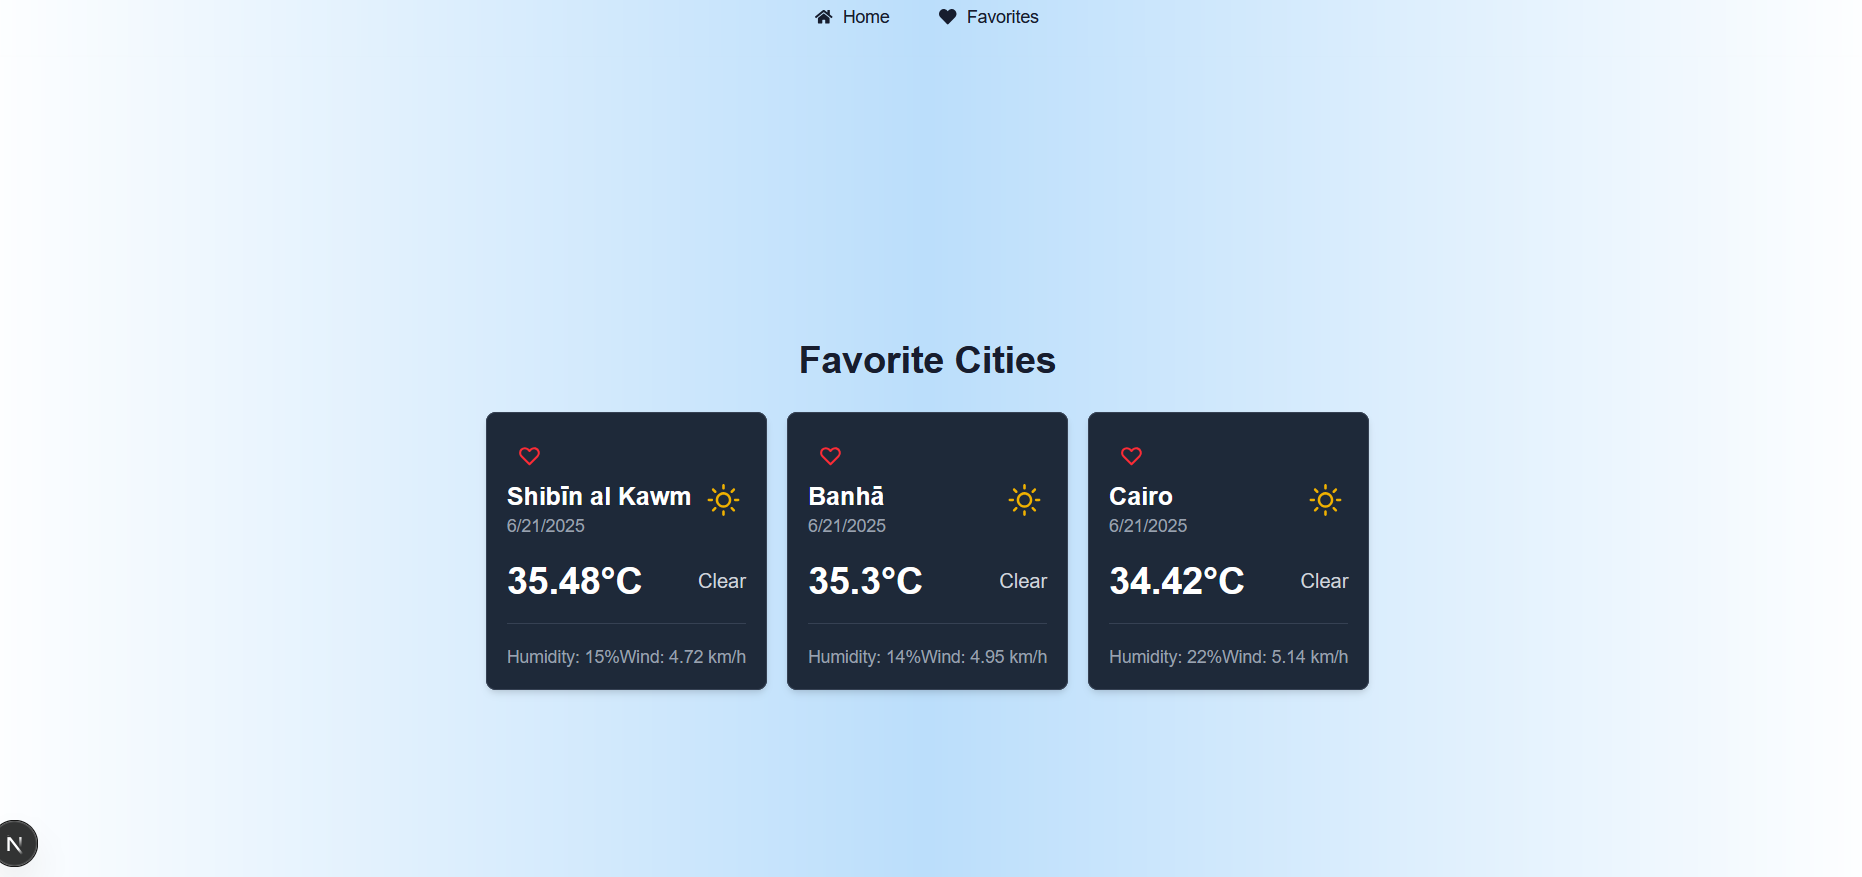 Home Favorites
Favorite Cities
Shibīn al Kawm
6/21/2025
35.48°C Clear
Humidity: 15%Wind: 4.72 km/h
Banhā
6/21/2025
35.3°C Clear
Humidity: 14%Wind: 4.95 km/h
Cairo
6/21/2025
34.42°C Clear
Humidity: 22%Wind: 5.14 km/h
N